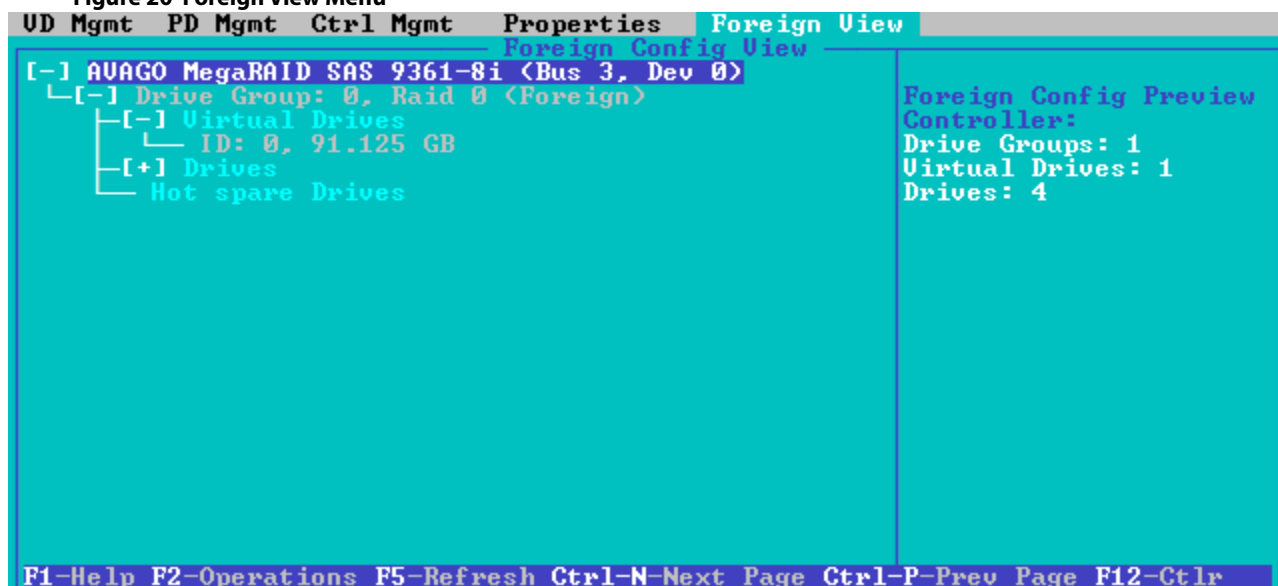 Figure 20 Foreign View Menu
VD Mgmt PD Mgmt Ctrl Mgmt Properties Foreign View
Foreign Config View
[-] AVAGO MegaRAID SAS 9361-8i (Bus 3, Dev 0)
[-] Drive Group: 0, Raid 0 (Foreign)
[-] Virtual Drives
ID: 0, 91.125 GB
[+] Drives
Hot spare Drives
Foreign Config Preview
Controller:
Drive Groups: 1
Virtual Drives: 1
Drives: 4
F1-Help F2-Operations F5-Refresh Ctrl-N-Next Page Ctrl-P-Prev Page F12-Ctlr